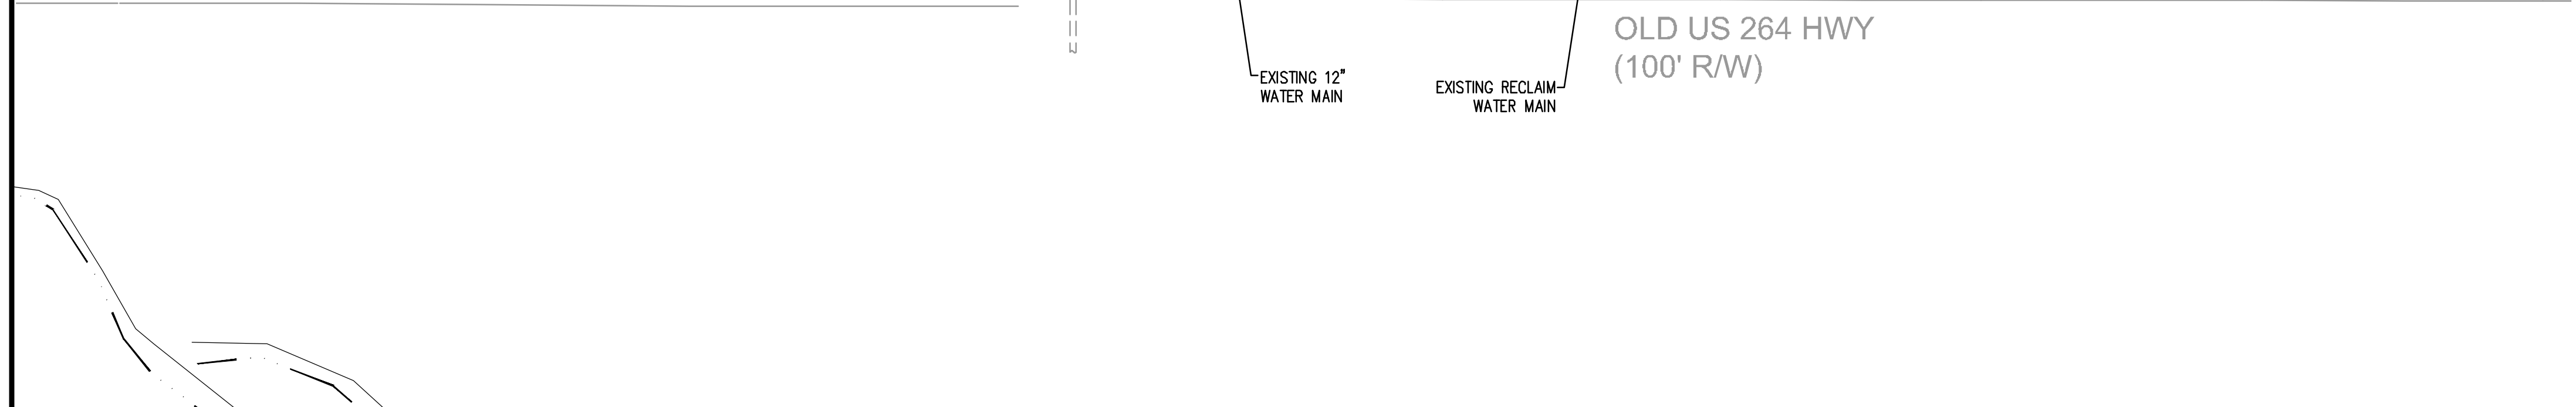 OLD US 264 HWY
(100' R/W)
EXISTING 12"
WATER MAIN
EXISTING RECLAIM
WATER MAIN